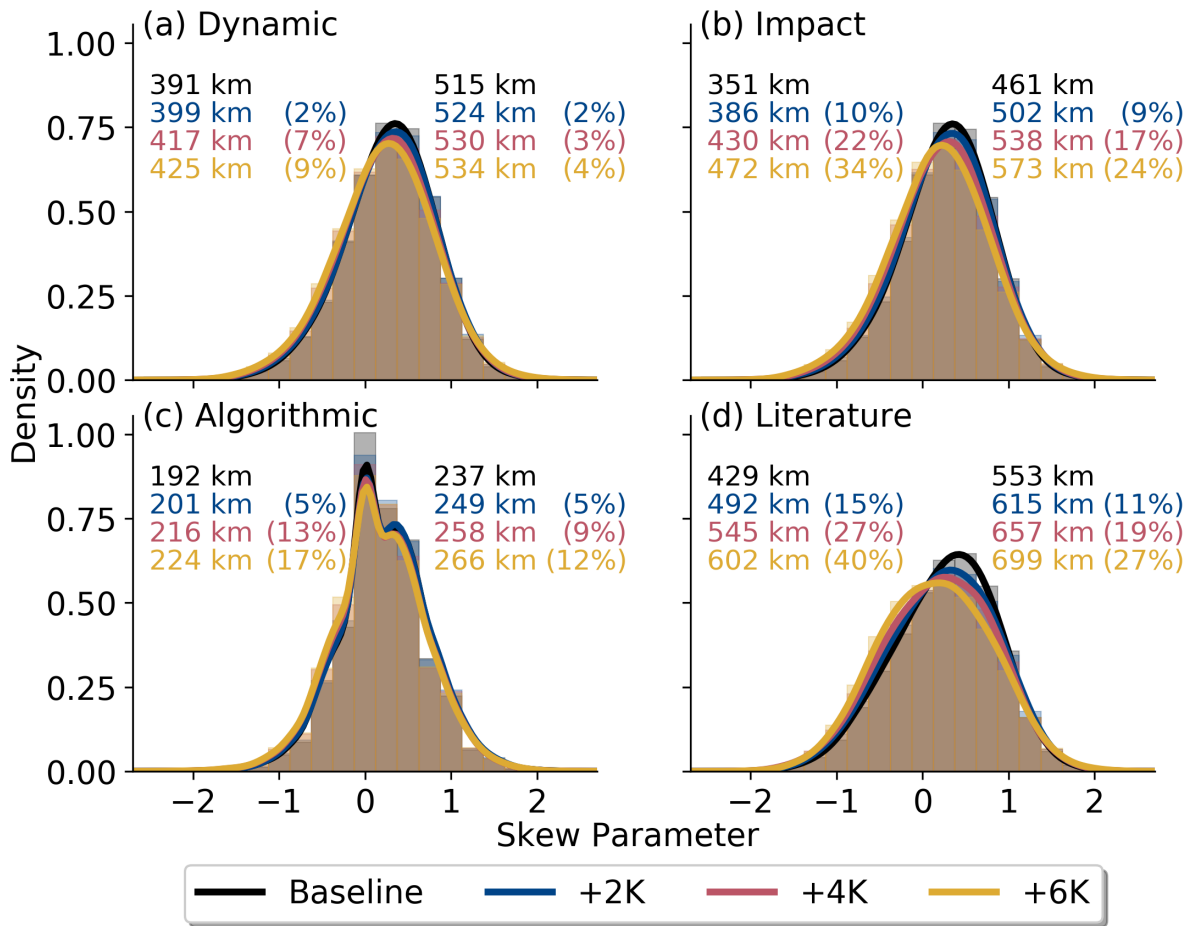 (a) Dynamic
(b) Impact
1.00
391 km
515 km
351 km
461 km
399 km (2%)
524 km (2%)
386 km (10%)
502 km (9%)
0.75
417 km (7%)
530 km (3%)
430 km (22%)
538 km (17%)
425 km (9%)
534 km (4%)
472 km (34%)
573 km (24%)
0.50
0.25
0.00
Density
(c) Algorithmic
(d) Literature
1.00
192 km
237 km
429 km
553 km
201 km (5%)
249 km (5%)
492 km (15%)
615 km (11%)
0.75
216 km (13%)
258 km (9%)
545 km (27%)
657 km (19%)
224 km (17%)
266 km (12%)
602 km (40%)
699 km (27%)
0.50
0.25
0.00
−2 −1 0 1 2
−2 −1 0 1 2
Skew Parameter
Baseline +2K +4K +6K